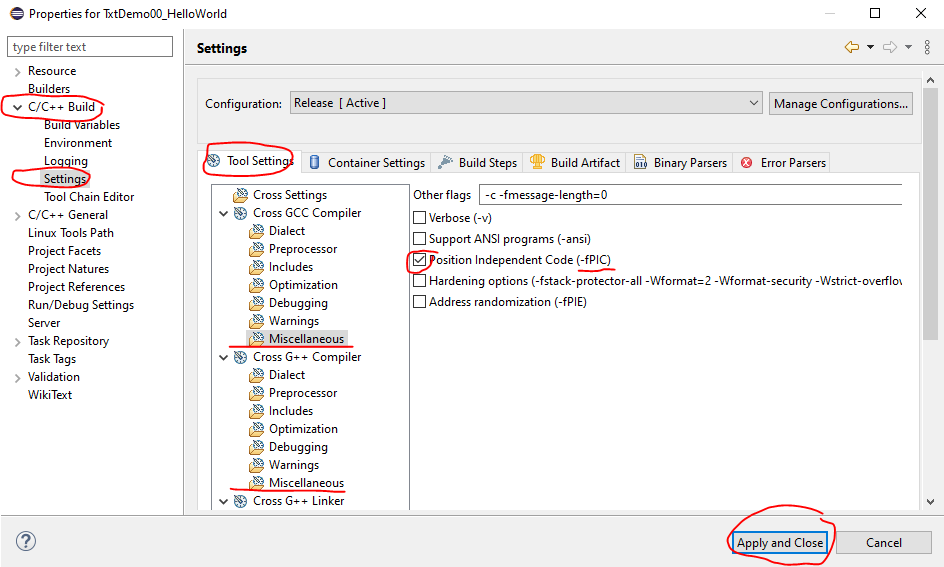 Properties for TxtDemo00_HelloWorld
type filter text
Resource
Builders
C/C++ Build
Build Variables
Environment
Logging
Settings
Tool Chain Editor
C/C++ General
Linux Tools Path
Project Facets
Project Natures
Project References
Run/Debug Settings
Server
Task Repository
Task Tags
Validation
WikiText
Settings
Configuration:
Release [ Active ]
Manage Configurations...
Tool Settings
Container Settings
Build Steps
Build Artifact
Binary Parsers
Error Parsers
Cross Settings
Cross GCC Compiler
Dialect
Preprocessor
Includes
Optimization
Debugging
Warnings
Miscellaneous
Cross G++ Compiler
Dialect
Preprocessor
Includes
Optimization
Debugging
Warnings
Miscellaneous
Cross G++ Linker
Other flags
-c -fmessage-length=0
Verbose (-v)
Support ANSI programs (-ansi)
Position Independent Code (-fPIC)
Hardening options (-fstack-protector-all -Wformat=2 -Wformat-security -Wstrict-overflow
Address randomization (-fPIE)
?
Apply and Close
Cancel